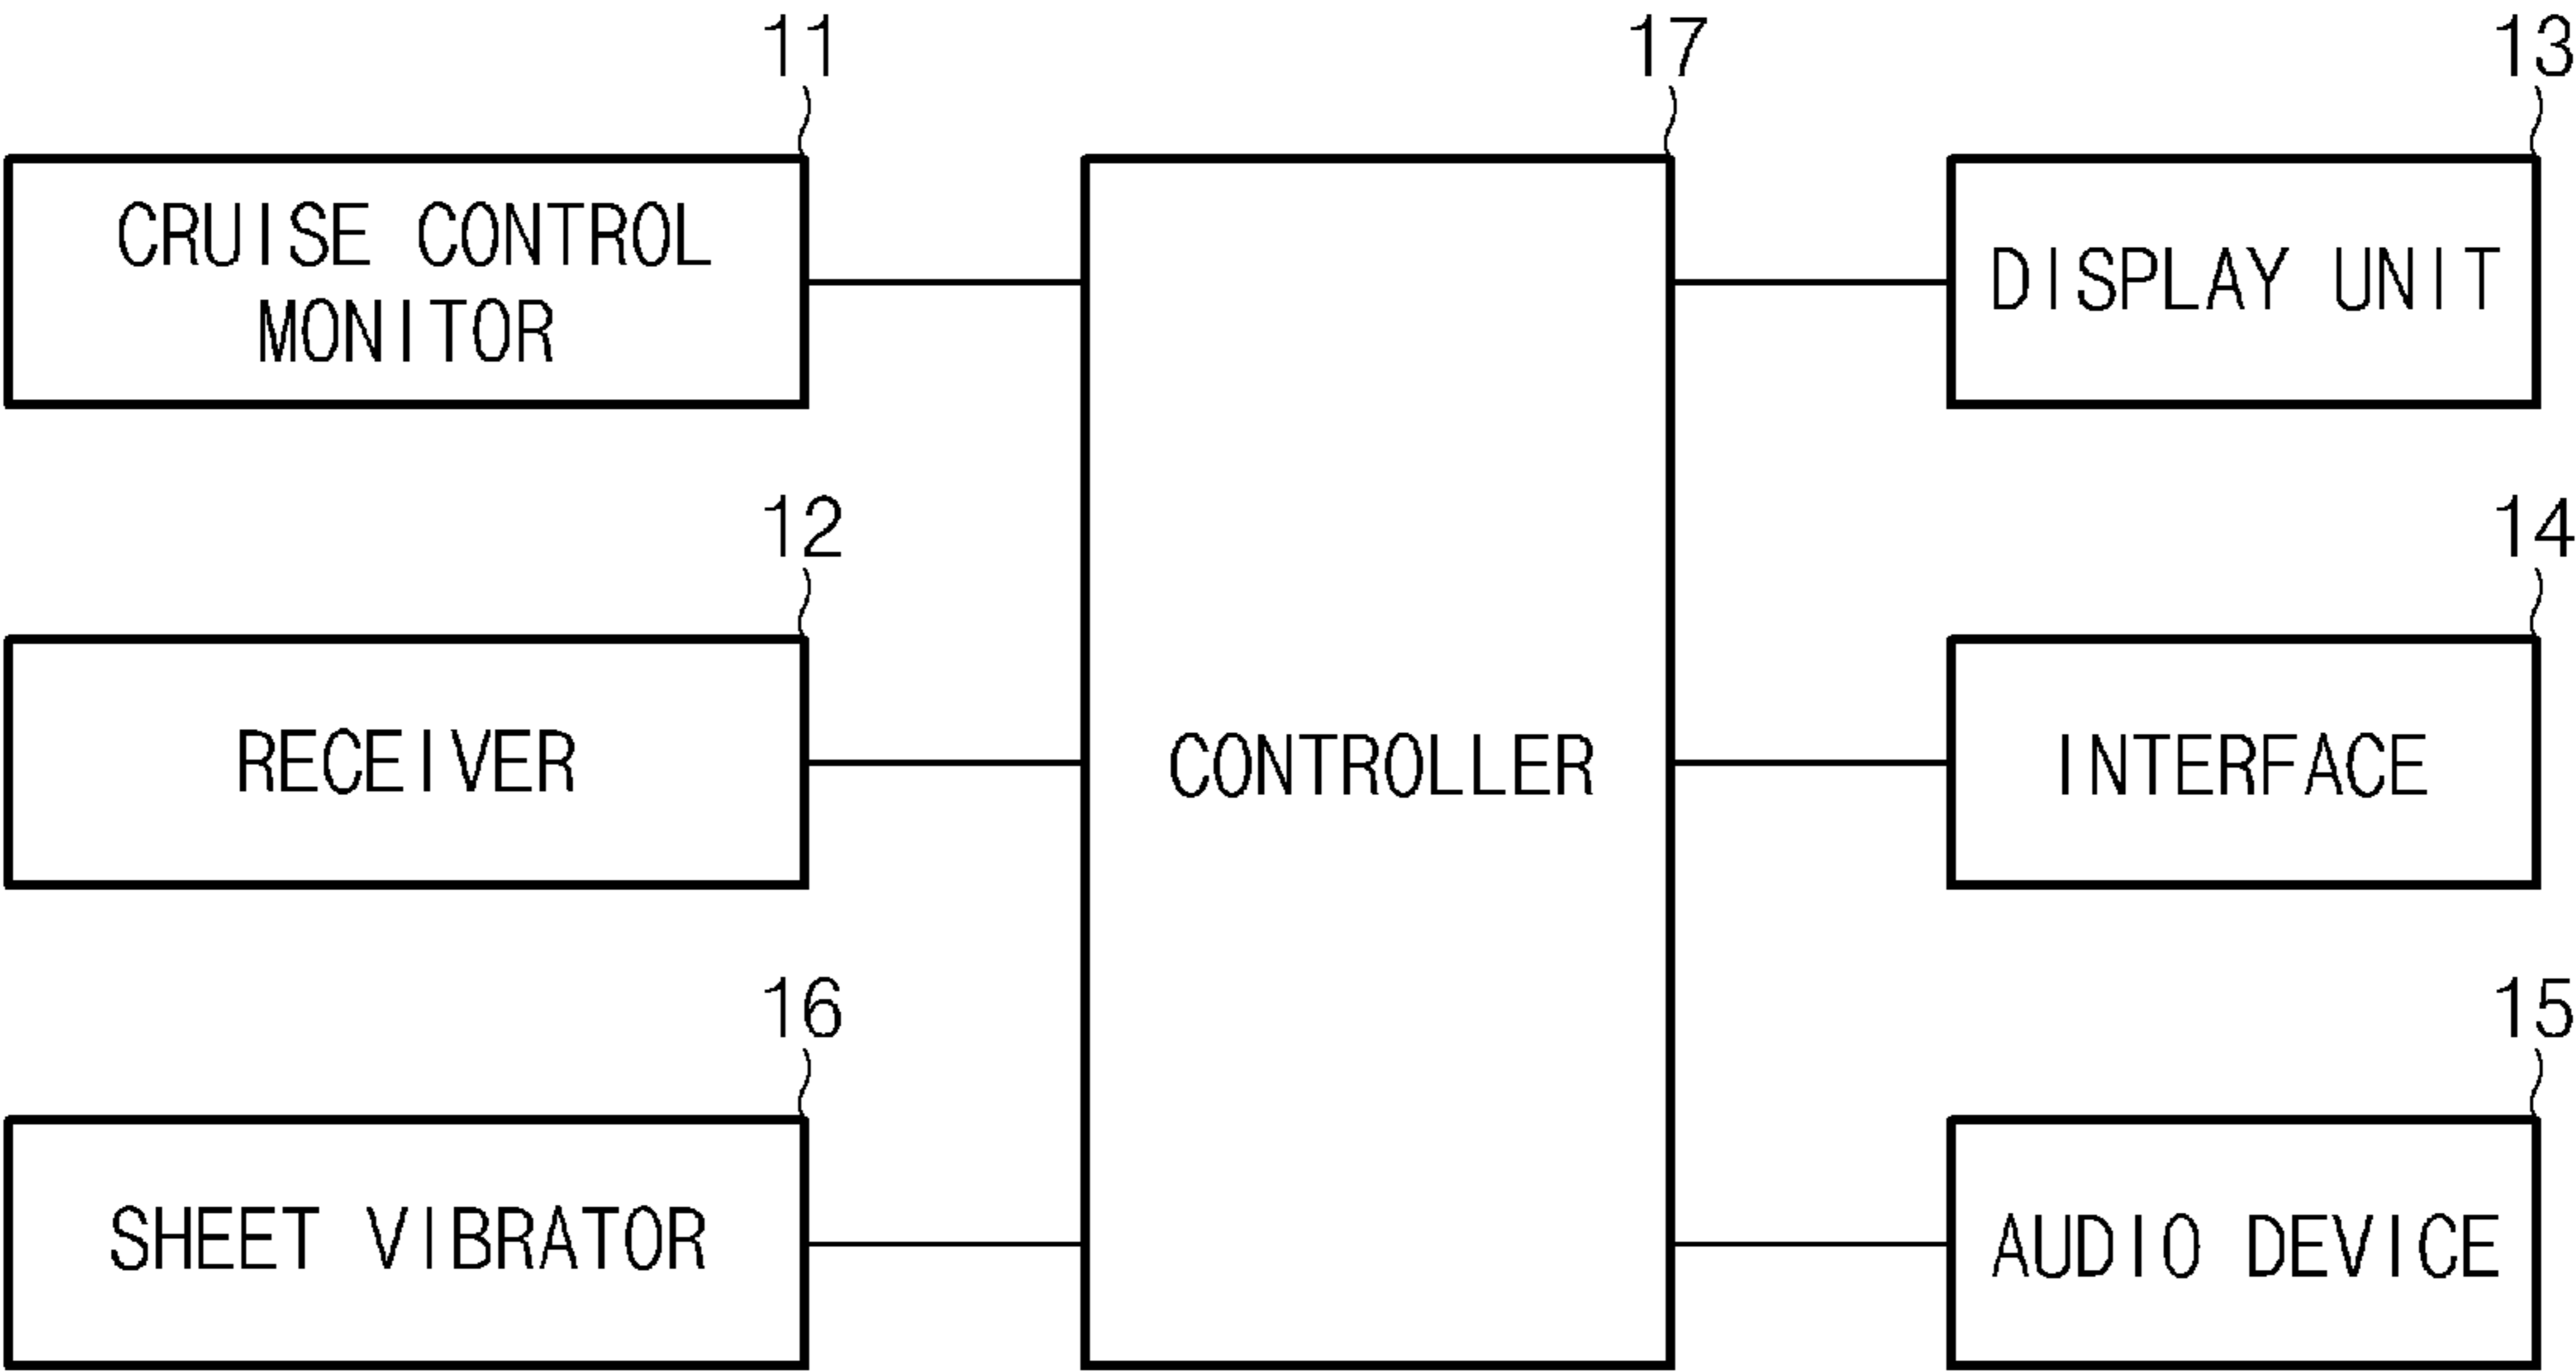 11
17
13
CRUISE CONTROL
MONITOR
DISPLAY UNIT
12
14
RECEIVER
CONTROLLER
INTERFACE
16
15
SHEET VIBRATOR
AUDIO DEVICE